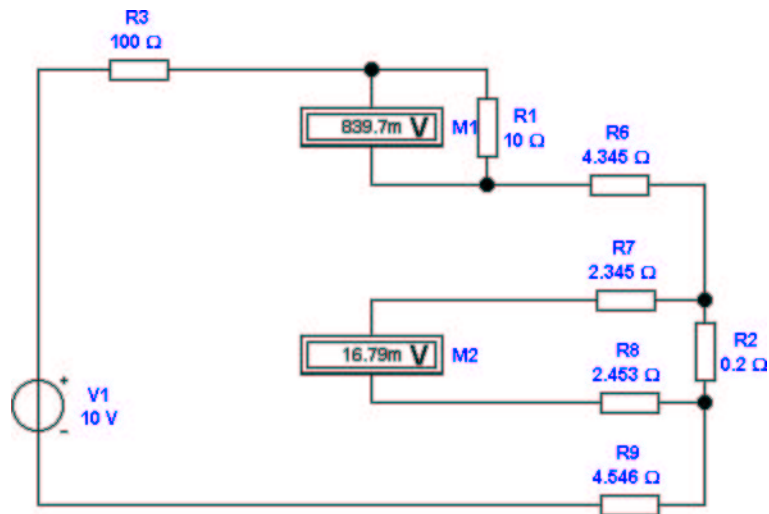 R3
100 Ω
839.7m V
M1
R1
10 Ω
R6
4.345 Ω
R7
2.345 Ω
16.79m V
M2
R8
2.453 Ω
R2
0.2 Ω
+
V1
10 V
–
R9
4.546 Ω